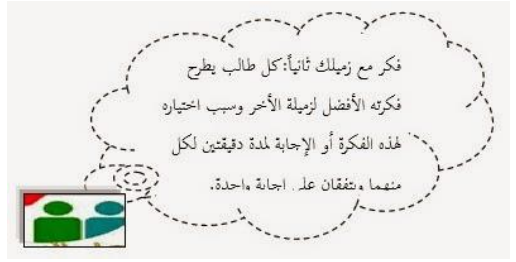 فكر مع زميلك ثانياً: كل طالب يطرح
فكرته الأفضل لزميلة الأخر وسبب اختياره
لهذه الفكرة أو الإجابة لمدة دقيقتين لكل
منهما ويتفقان على اجابة واحدة.